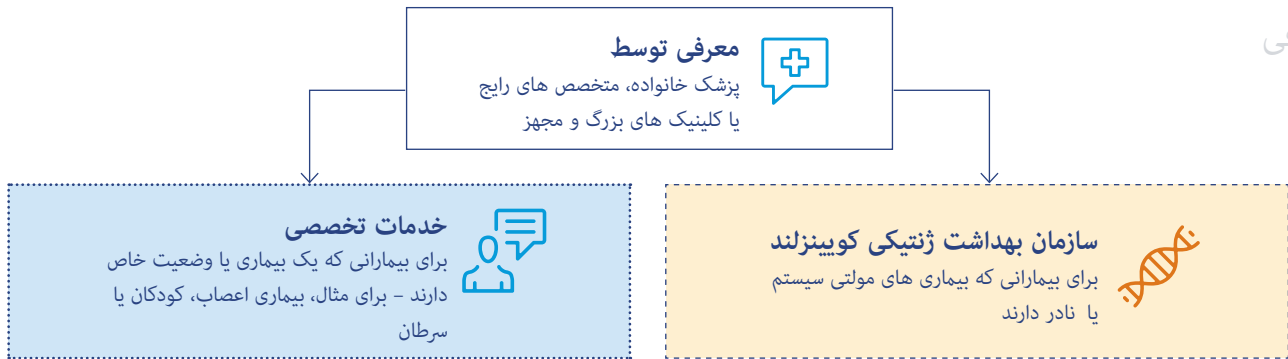 معرفی توسط
پزشک خانواده، متخصص های رایج
یا کلینیک های بزرگ و مجهز
سازمان بهداشت ژنتیکی کویینزلند
برای بیمارانی که بیماری های مولتی سیستم
یا نادر دارند
خدمات تخصصی
برای بیمارانی که یک بیماری یا وضعیت خاص
دارند – برای مثال، بیماری اعصاب، کودکان یا
سرطان